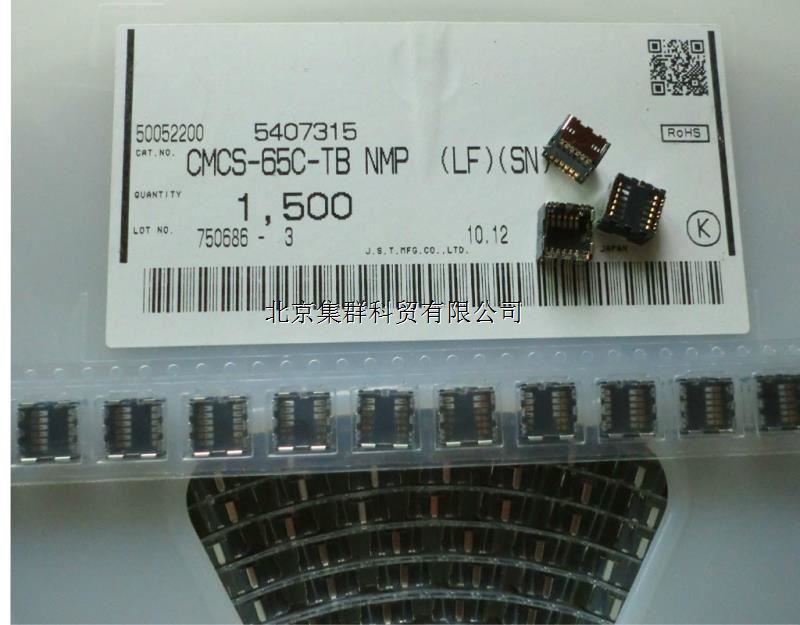 50052200 5407315
RoHS
CAT.NO. CMCS-65C-TB NMP (LF)(SN)
QUANTITY 1,500
LOT NO. 750686 - 3 10.12 K
J.S.T.MFG.CO.,LTD. JAPAN
北京集群科贸有限公司